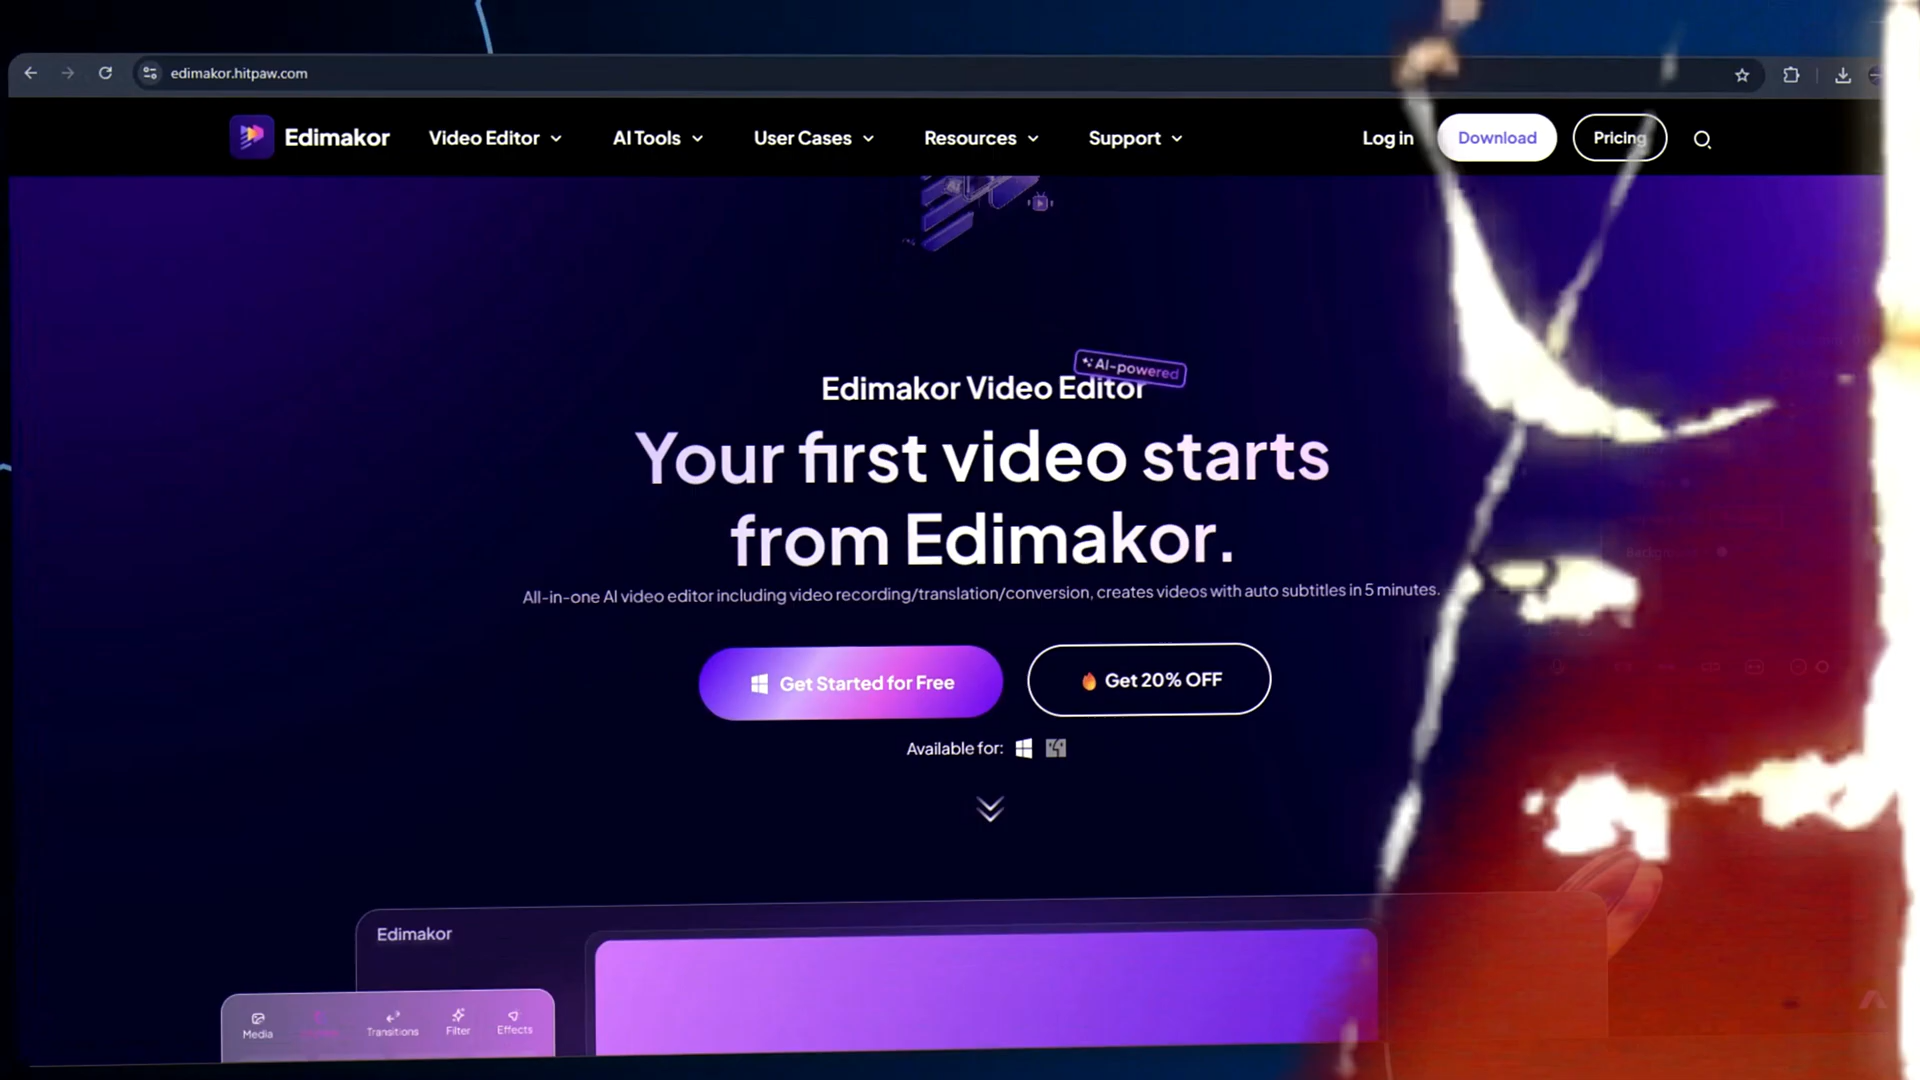 edimakor.hitpaw.com
Edimakor Video Editor AI Tools User Cases Resources Support Log in Download Pricing
AI-powered
Edimakor Video Editor
Your first video starts
from Edimakor.
All-in-one AI video editor including video recording/translation/conversion, creates videos with auto subtitles in 5 minutes.
Get Started for Free Get 20% OFF
Available for:
Edimakor
Media Transitions Filter Effects